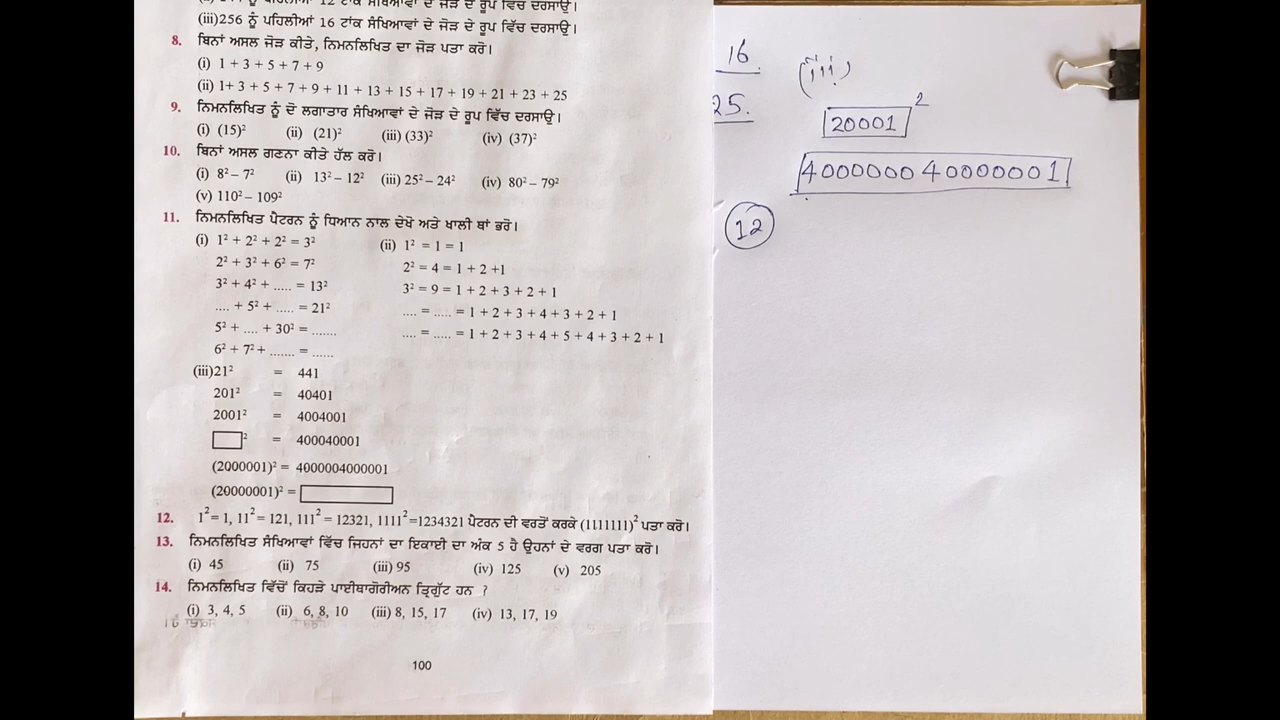 (iii)256 ਨੂੰ ਪਹਿਲੀਆਂ 16 ਟਾਂਕ ਸੰਖਿਆਵਾਂ ਦੇ ਜੋੜ ਦੇ ਰੂਪ ਵਿੱਚ ਦਰਸਾਉ।
8. ਬਿਨਾਂ ਅਸਲ ਜੋੜ ਕੀਤੇ, ਨਿਮਨਲਿਖਿਤ ਦਾ ਜੋੜ ਪਤਾ ਕਰੋ।
(i) 1 + 3 + 5 + 7 + 9
(ii) 1+ 3 + 5 + 7 + 9 + 11 + 13 + 15 + 17 + 19 + 21 + 23 + 25
9. ਨਿਮਨਲਿਖਿਤ ਨੂੰ ਦੋ ਲਗਾਤਾਰ ਸੰਖਿਆਵਾਂ ਦੇ ਜੋੜ ਦੇ ਰੂਪ ਵਿੱਚ ਦਰਸਾਉ।
(i) (15)² (ii) (21)² (iii) (33)² (iv) (37)²
10. ਬਿਨਾਂ ਅਸਲ ਗਣਨਾ ਕੀਤੇ ਹੱਲ ਕਰੋ।
(i) 8² – 7² (ii) 13² – 12² (iii) 25² – 24² (iv) 80² – 79²
(v) 110² – 109²
11. ਨਿਮਨਲਿਖਿਤ ਪੈਟਰਨ ਨੂੰ ਧਿਆਨ ਨਾਲ ਦੇਖੋ ਅਤੇ ਖਾਲੀ ਥਾਂ ਭਰੋ।
(i) 1² + 2² + 2² = 3² (ii) 1² = 1 = 1
2² + 3² + 6² = 7² 2² = 4 = 1 + 2 +1
3² + 4² + ..... = 13² 3² = 9 = 1 + 2 + 3 + 2 + 1
.... + 5² + ..... = 21² .... = ..... = 1 + 2 + 3 + 4 + 3 + 2 + 1
5² + .... + 30² = ....... .... = ..... = 1 + 2 + 3 + 4 + 5 + 4 + 3 + 2 + 1
6² + 7² + ....... = ......
(iii)21² = 441
201² = 40401
2001² = 4004001
² = 400040001
(2000001)² = 4000004000001
(20000001)² =
12. 1² = 1, 11² = 121, 111² = 12321, 1111² =1234321 ਪੈਟਰਨ ਦੀ ਵਰਤੋਂ ਕਰਕੇ (1111111)² ਪਤਾ ਕਰੋ।
13. ਨਿਮਨਲਿਖਿਤ ਸੰਖਿਆਵਾਂ ਵਿੱਚ ਜਿਹਨਾਂ ਦਾ ਇਕਾਈ ਦਾ ਅੰਕ 5 ਹੈ ਉਹਨਾਂ ਦੇ ਵਰਗ ਪਤਾ ਕਰੋ।
(i) 45 (ii) 75 (iii) 95 (iv) 125 (v) 205
14. ਨਿਮਨਲਿਖਿਤ ਵਿੱਚੋਂ ਕਿਹੜੇ ਪਾਈਥਾਗੋਰੀਅਨ ਤ੍ਰਿਗੁੱਟ ਹਨ ?
(i) 3, 4, 5 (ii) 6, 8, 10 (iii) 8, 15, 17 (iv) 13, 17, 19
100
16
25.
(iii)
20001²
400000040000001
12